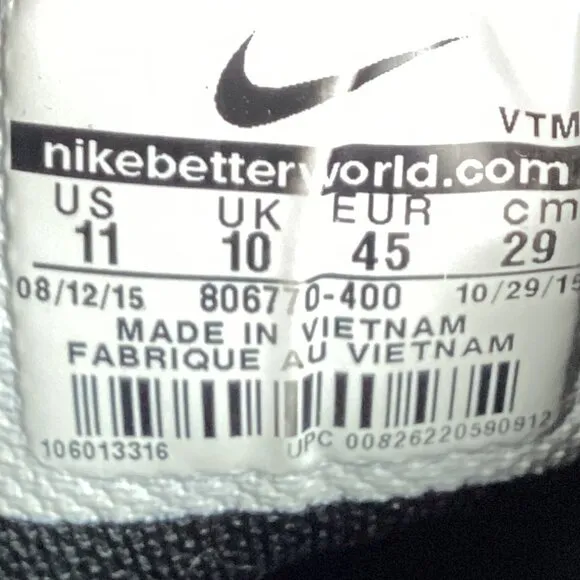 VTM
nikebetterworld.com
US UK EUR cm
11 10 45 29
08/12/15 806770-400 10/29/15
MADE IN VIETNAM
FABRIQUE AU VIETNAM
106013316 UPC 00826220590912